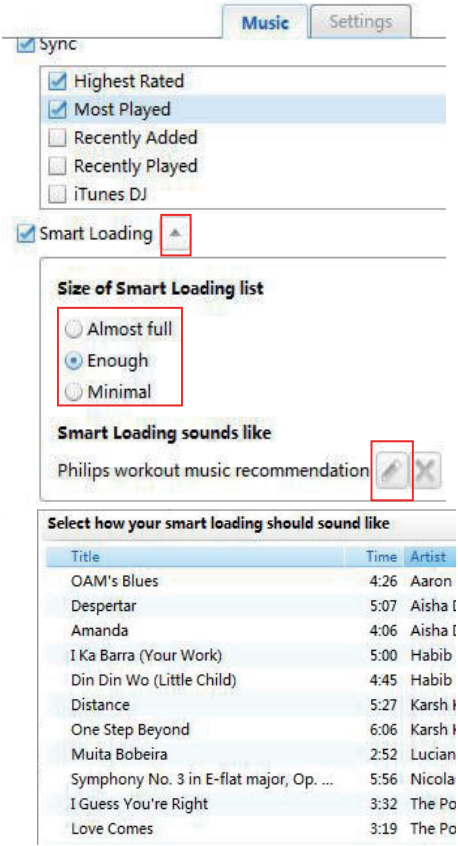 Music Settings
Sync
Highest Rated
Most Played
Recently Added
Recently Played
iTunes DJ
Smart Loading
Size of Smart Loading list
Almost full
Enough
Minimal
Smart Loading sounds like
Philips workout music recommendation
Select how your smart loading should sound like
Title Time Artist
OAM's Blues 4:26 Aaron
Despertar 5:07 Aisha
Amanda 4:06 Aisha
I Ka Barra (Your Work) 5:00 Habib
Din Din Wo (Little Child) 4:45 Habib
Distance 5:27 Karsh
One Step Beyond 6:06 Karsh
Muita Bobeira 2:52 Lucian
Symphony No. 3 in E-flat major, Op. ... 5:56 Nicola
I Guess You're Right 3:32 The Po
Love Comes 3:19 The Po